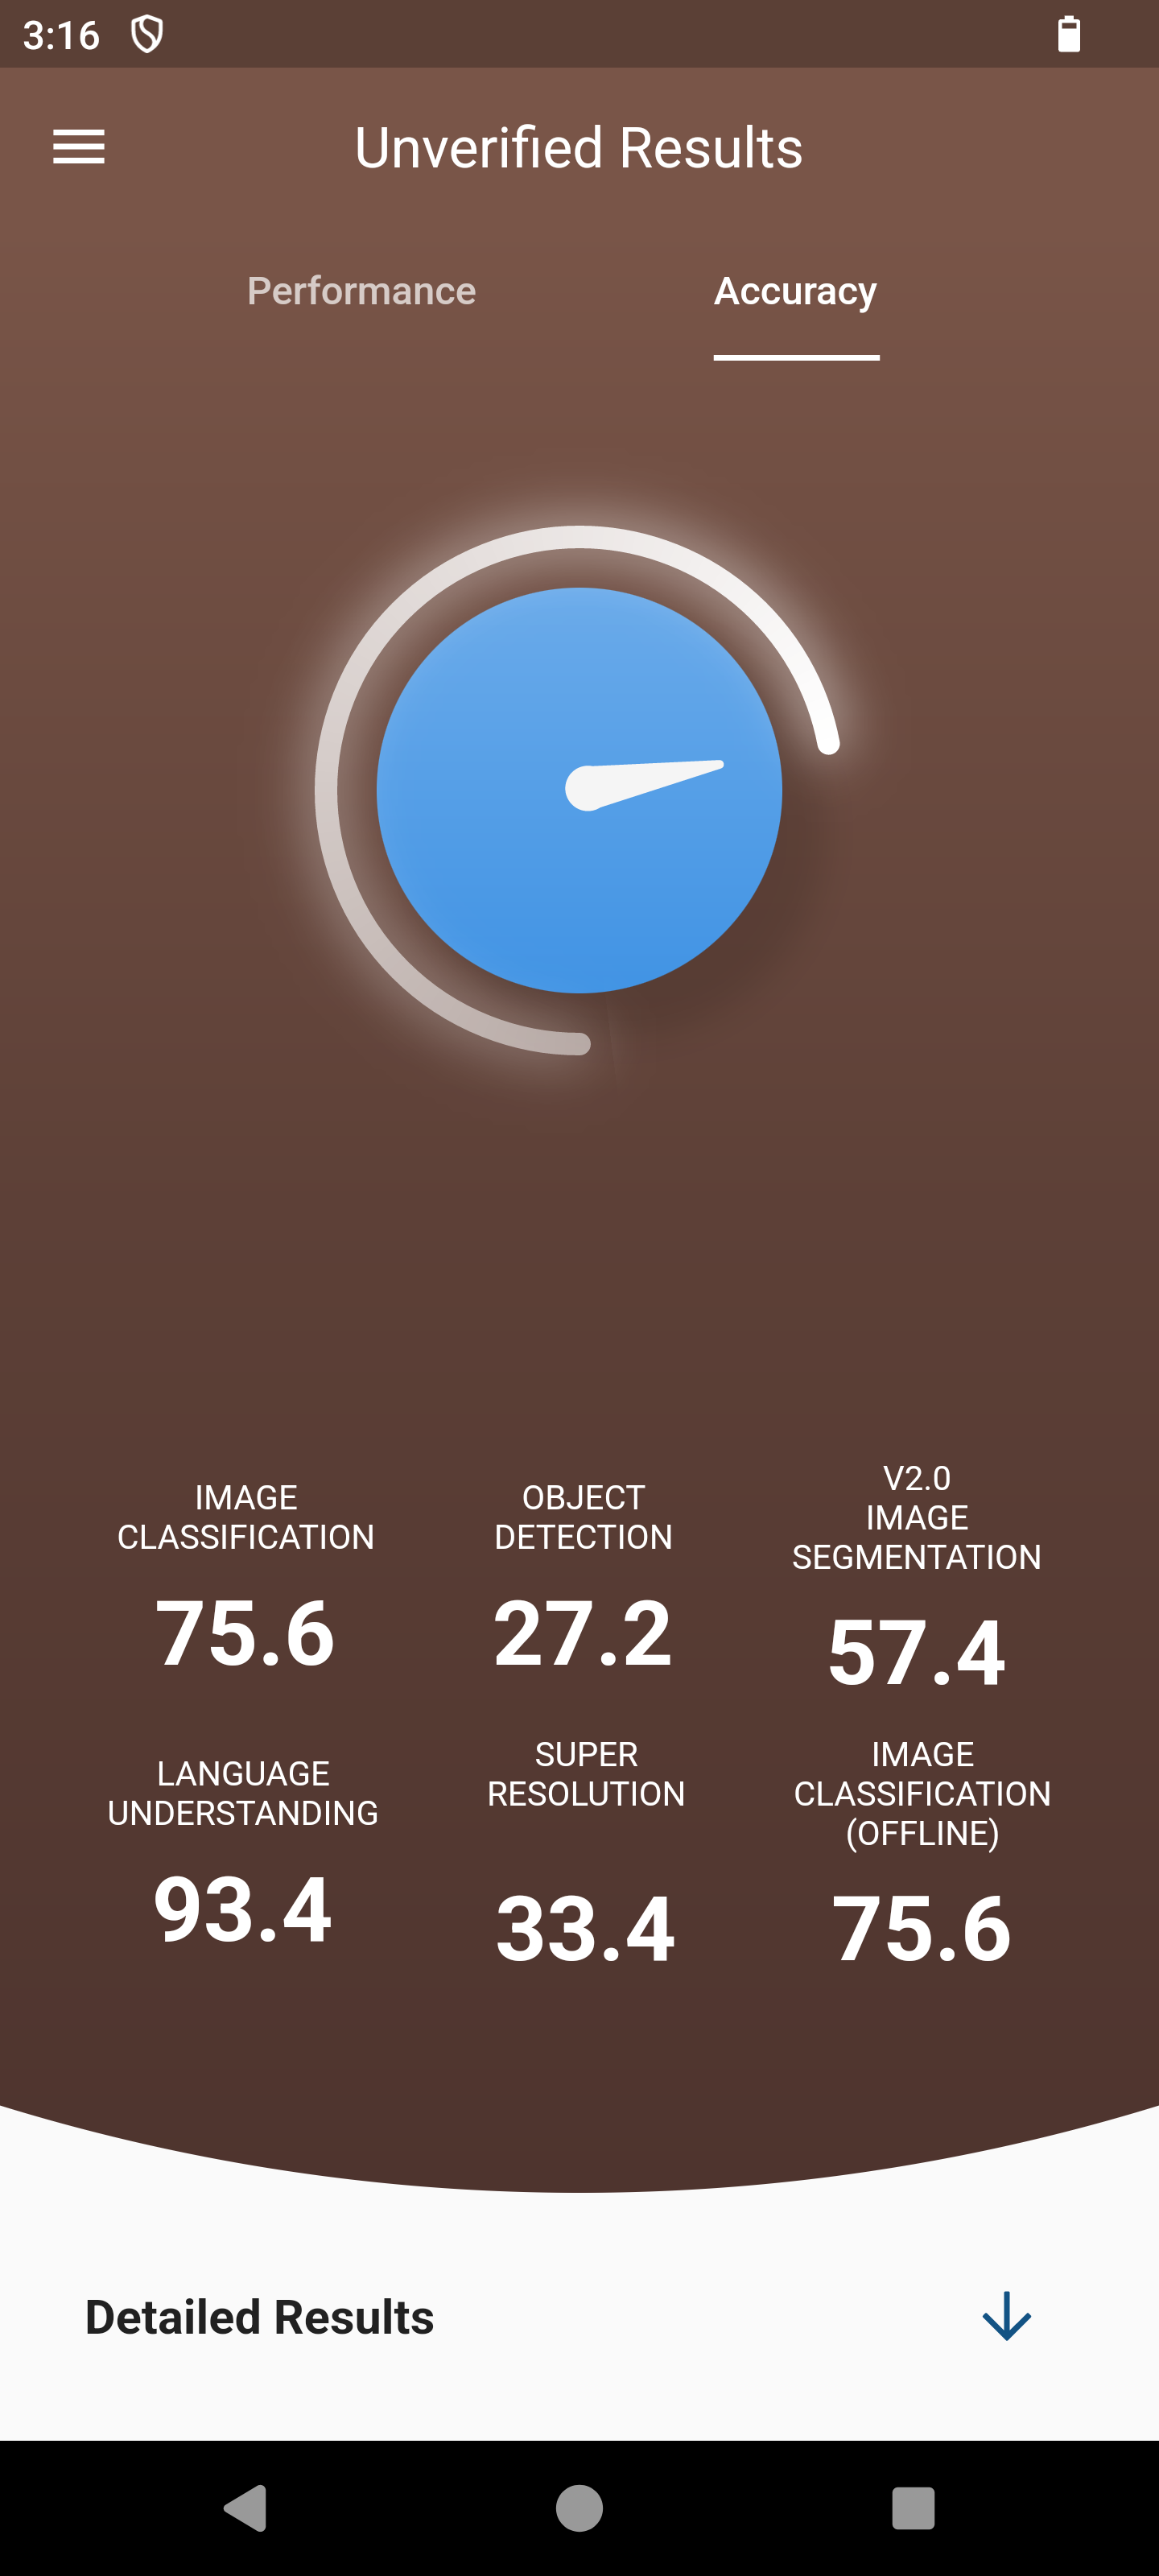 3:16
Unverified Results
Performance
Accuracy
IMAGE
CLASSIFICATION
75.6
OBJECT
DETECTION
27.2
V2.0
IMAGE
SEGMENTATION
57.4
LANGUAGE
UNDERSTANDING
93.4
SUPER
RESOLUTION
33.4
IMAGE
CLASSIFICATION
(OFFLINE)
75.6
Detailed Results